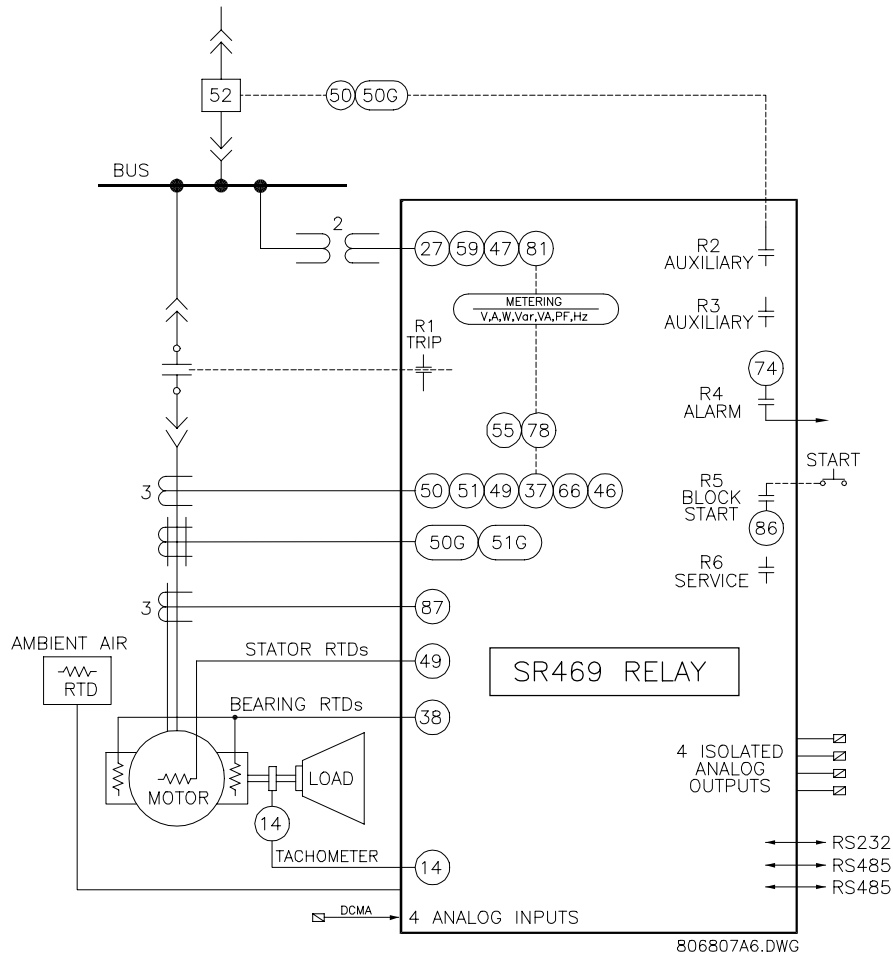 52
50 50G
BUS
2
27 59 47 81
R2
AUXILIARY
METERING
V,A,W,Var,VA,PF,Hz
R3
AUXILIARY
R1
TRIP
74
R4
ALARM
55 78
START
3
50 51 49 37 66 46
R5
BLOCK
START
86
50G 51G
R6
SERVICE
3
87
AMBIENT AIR
RTD
STATOR RTDs
49
SR469 RELAY
BEARING RTDs
38
MOTOR
LOAD
4 ISOLATED
ANALOG
OUTPUTS
14
TACHOMETER
14
RS232
RS485
RS485
DCMA
4 ANALOG INPUTS
806807A6.DWG